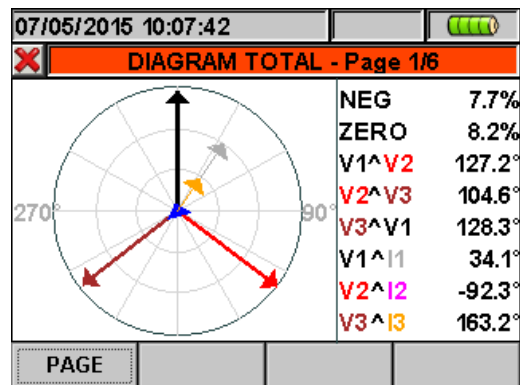 07/05/2015 10:07:42
DIAGRAM TOTAL - Page 1/6
NEG 7.7%
ZERO 8.2%
V1^V2 127.2°
V2^V3 104.6°
V3^V1 128.3°
V1^I1 34.1°
V2^I2 -92.3°
V3^I3 163.2°
270° 90°
PAGE